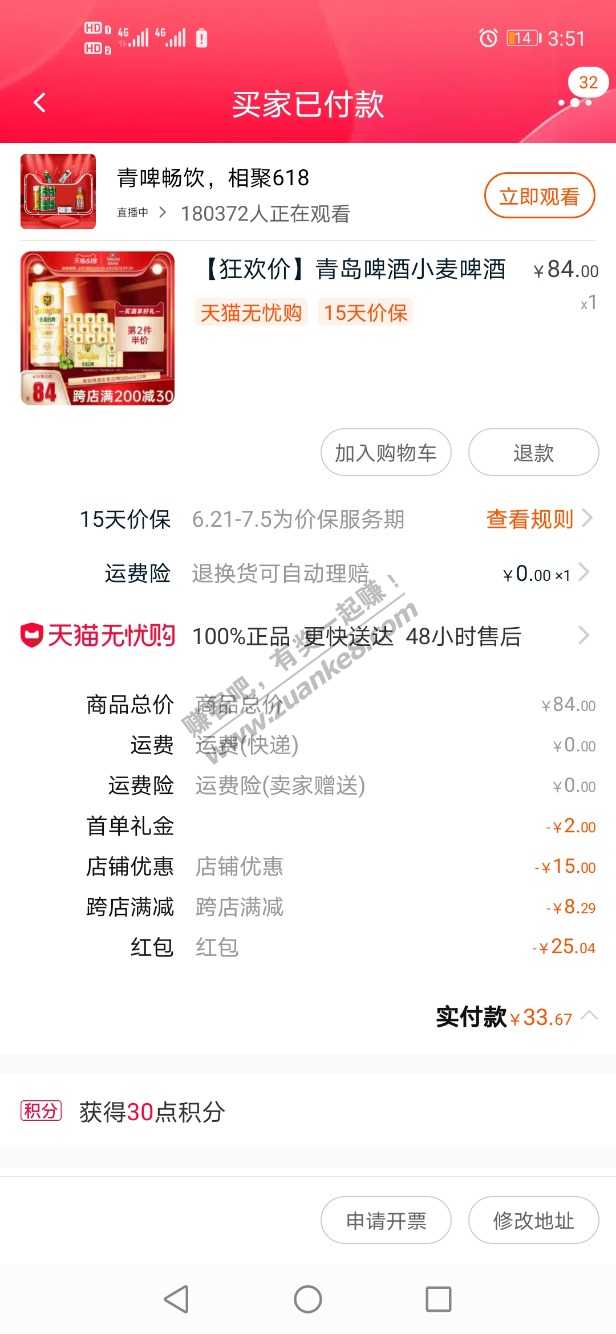 HD 1 4G 4G 14 3:51
HD 2
买家已付款
32
青啤畅饮，相聚618
直播中 180372人正在观看
立即观看
天猫618
第2件
半价
84
跨店满200减30
【狂欢价】青岛啤酒小麦啤酒 ￥84.00
天猫无忧购 15天价保 x1
加入购物车 退款
15天价保 6.21-7.5为价保服务期 查看规则
运费险 退换货可自动理赔 ￥0.00 ×1
天猫无忧购 100%正品 更快送达 48小时售后
赚客吧，有奖一起赚！
www.zuanke8.com
商品总价 商品总价 ￥84.00
运费 运费(快递) ￥0.00
运费险 运费险(卖家赠送) ￥0.00
首单礼金 -￥2.00
店铺优惠 店铺优惠 -￥15.00
跨店满减 跨店满减 -￥8.29
红包 红包 -￥25.04
实付款￥33.67
积分 获得30点积分
申请开票 修改地址